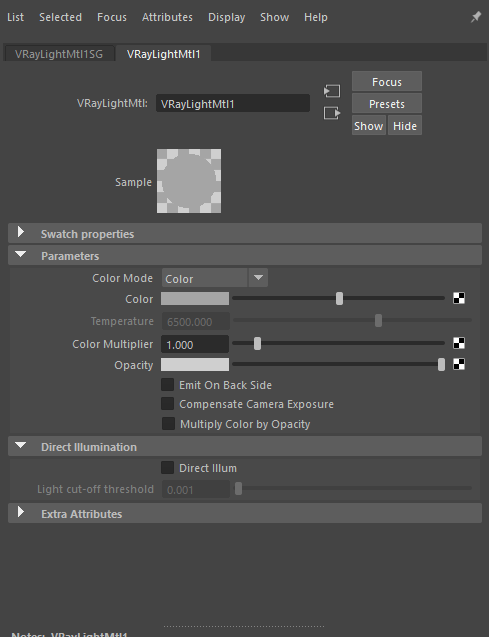 List Selected Focus Attributes Display Show Help
VRayLightMtl1SG VRayLightMtl1
Focus
VRayLightMtl: VRayLightMtl1
Presets
Show Hide
Sample
Swatch properties
Parameters
Color Mode Color
Color
Temperature 6500.000
Color Multiplier 1.000
Opacity
Emit On Back Side
Compensate Camera Exposure
Multiply Color by Opacity
Direct Illumination
Direct Illum
Light cut-off threshold 0.001
Extra Attributes
Notes: VRayLightMtl1